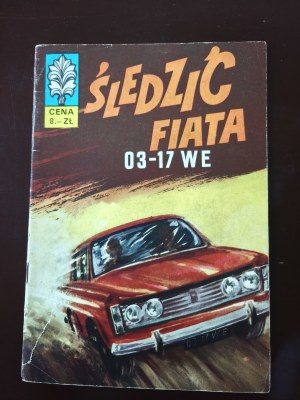 CENA
8.-ZŁ
ŚLEDZIĆ
FIATA
03-17 WE